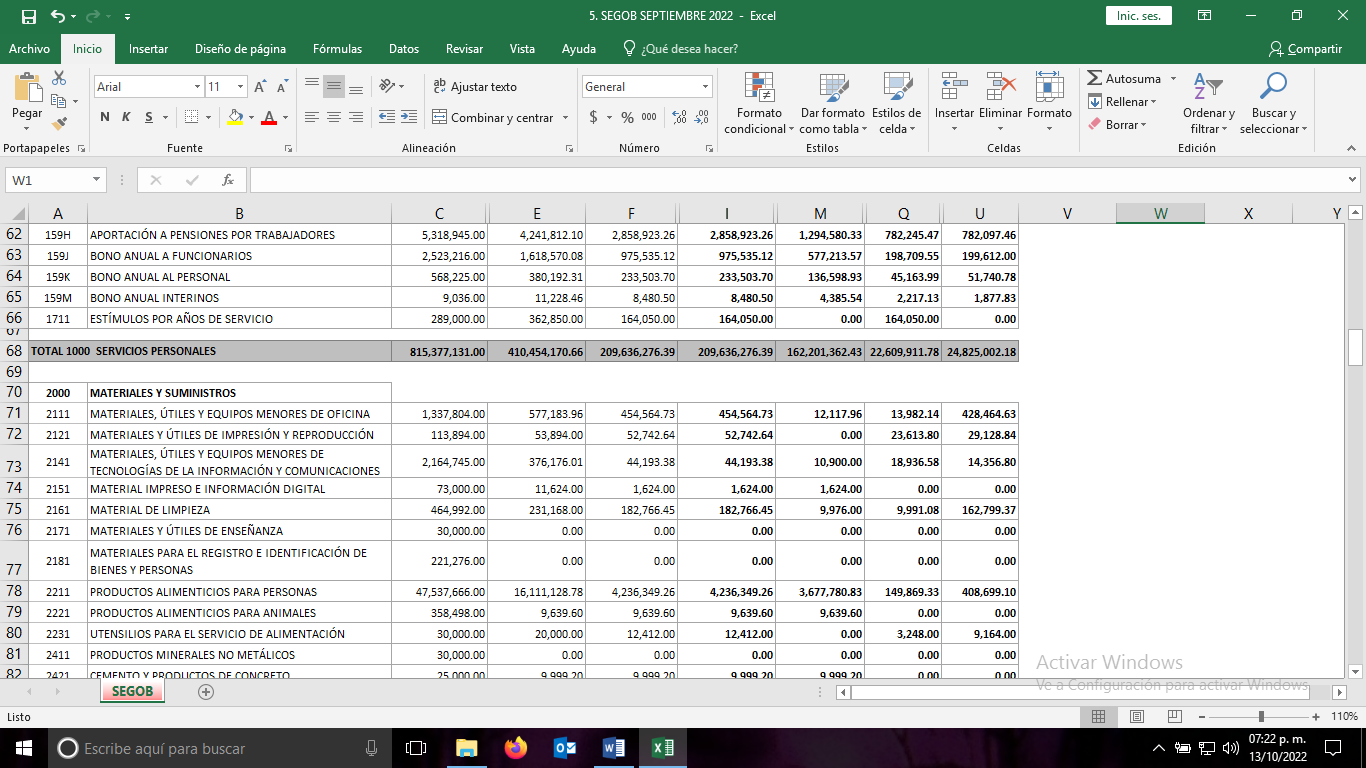 5. SEGOB SEPTIEMBRE 2022 - Excel
Inic. ses.
Archivo Inicio Insertar Diseño de página Fórmulas Datos Revisar Vista Ayuda ¿Qué desea hacer? Compartir
Pegar
Arial 11
N K S
Ajustar texto
Combinar y centrar
General
$ % 000
Formato condicional
Dar formato como tabla
Estilos de celda
Insertar Eliminar Formato
Autosuma
Rellenar
Borrar
Ordenar y filtrar
Buscar y seleccionar
Portapapeles Fuente Alineación Número Estilos Celdas Edición
W1 fx
A B C E F I M Q U V W X Y
62 159H APORTACIÓN A PENSIONES POR TRABAJADORES 5,318,945.00 4,241,812.10 2,858,923.26 2,858,923.26 1,294,580.33 782,245.47 782,097.46
63 159J BONO ANUAL A FUNCIONARIOS 2,523,216.00 1,618,570.08 975,535.12 975,535.12 577,213.57 198,709.55 199,612.00
64 159K BONO ANUAL AL PERSONAL 568,225.00 380,192.31 233,503.70 233,503.70 136,598.93 45,163.99 51,740.78
65 159M BONO ANUAL INTERINOS 9,036.00 11,228.46 8,480.50 8,480.50 4,385.54 2,217.13 1,877.83
66 1711 ESTÍMULOS POR AÑOS DE SERVICIO 289,000.00 362,850.00 164,050.00 164,050.00 0.00 164,050.00 0.00
67
68 TOTAL 1000 SERVICIOS PERSONALES 815,377,131.00 410,454,170.66 209,636,276.39 209,636,276.39 162,201,362.43 22,609,911.78 24,825,002.18
69
70 2000 MATERIALES Y SUMINISTROS
71 2111 MATERIALES, ÚTILES Y EQUIPOS MENORES DE OFICINA 1,337,804.00 577,183.96 454,564.73 454,564.73 12,117.96 13,982.14 428,464.63
72 2121 MATERIALES Y ÚTILES DE IMPRESIÓN Y REPRODUCCIÓN 113,894.00 53,894.00 52,742.64 52,742.64 0.00 23,613.80 29,128.84
MATERIALES, ÚTILES Y EQUIPOS MENORES DE
73 2141 TECNOLOGÍAS DE LA INFORMACIÓN Y COMUNICACIONES 2,164,745.00 376,176.01 44,193.38 44,193.38 10,900.00 18,936.58 14,356.80
74 2151 MATERIAL IMPRESO E INFORMACIÓN DIGITAL 73,000.00 11,624.00 1,624.00 1,624.00 1,624.00 0.00 0.00
75 2161 MATERIAL DE LIMPIEZA 464,992.00 231,168.00 182,766.45 182,766.45 9,976.00 9,991.08 162,799.37
76 2171 MATERIALES Y ÚTILES DE ENSEÑANZA 30,000.00 0.00 0.00 0.00 0.00 0.00 0.00
MATERIALES PARA EL REGISTRO E IDENTIFICACIÓN DE
77 2181 BIENES Y PERSONAS 221,276.00 0.00 0.00 0.00 0.00 0.00 0.00
78 2211 PRODUCTOS ALIMENTICIOS PARA PERSONAS 47,537,666.00 16,111,128.78 4,236,349.26 4,236,349.26 3,677,780.83 149,869.33 408,699.10
79 2221 PRODUCTOS ALIMENTICIOS PARA ANIMALES 358,498.00 9,639.60 9,639.60 9,639.60 9,639.60 0.00 0.00
80 2231 UTENSILIOS PARA EL SERVICIO DE ALIMENTACIÓN 30,000.00 20,000.00 12,412.00 12,412.00 0.00 3,248.00 9,164.00
81 2411 PRODUCTOS MINERALES NO METÁLICOS 30,000.00 0.00 0.00 0.00 0.00 0.00 0.00
82 2421 CEMENTO Y PRODUCTOS DE CONCRETO 25,000.00 9,999.20 9,999.20 9,999.20 9,999.20 0.00 0.00
Activar Windows
Ve a Configuración para activar Windows.
SEGOB
Listo 110%
Escribe aquí para buscar
07:22 p. m.
13/10/2022